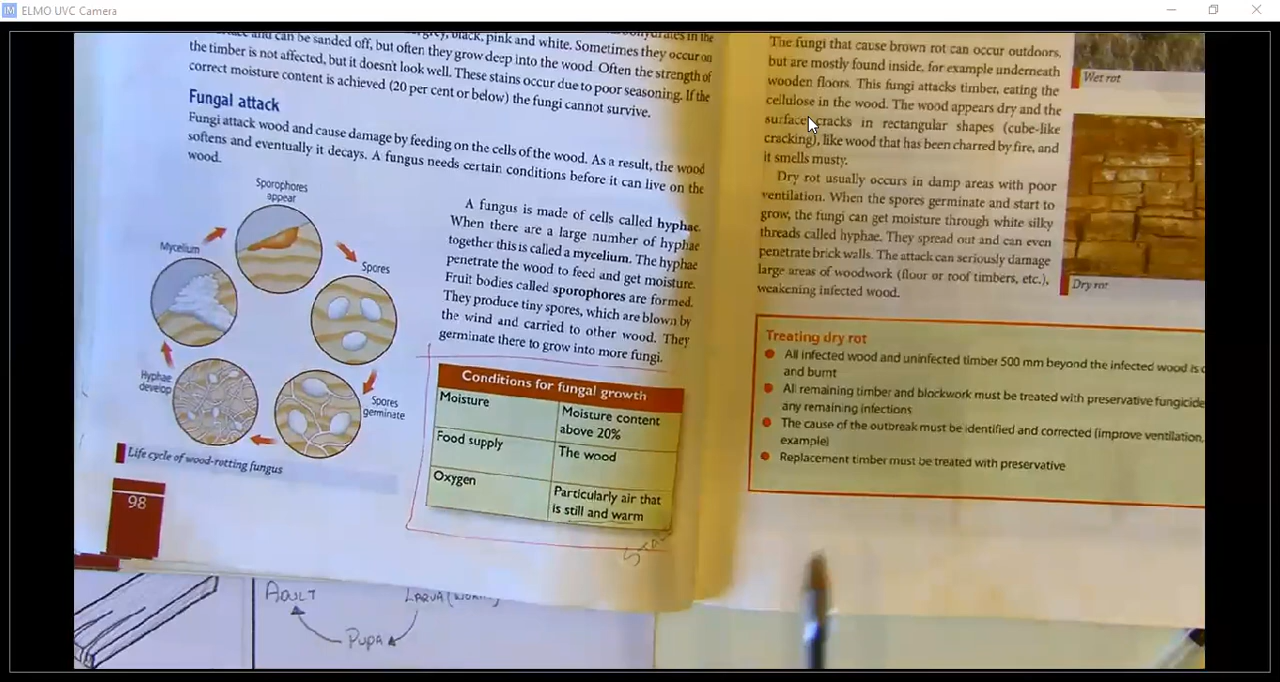 ELMO UVC Camera
and can be sanded off, but often they grow deep into the wood. Often the strength of
the timber is not affected, but it doesn't look well. These stains occur due to poor seasoning. If the
correct moisture content is achieved (20 per cent or below) the fungi cannot survive.
black, pink and white. Sometimes they occur on
in the
Fungal attack
Fungi attack wood and cause damage by feeding on the cells of the wood. As a result, the wood
softens and eventually it decays. A fungus needs certain conditions before it can live on the
wood.
Sporophores
appear
Mycelium
Spores
Hyphae
develop
Spores
germinate
Life cycle of wood-rotting fungus
98
A fungus is made of cells called hyphae.
When there are a large number of hyphae
together this is called a mycelium. The hyphae
penetrate the wood to feed and get moisture.
Fruit bodies called sporophores are formed.
They produce tiny spores, which are blown by
the wind and carried to other wood. They
germinate there to grow into more fungi.
Conditions for fungal growth
Moisture
Moisture content
above 20%
Food supply
The wood
Oxygen
Particularly air that
is still and warm
ADULT
LARVA
PUPA
The fungi that cause brown rot can occur outdoors,
but are mostly found inside, for example underneath
wooden floors. This fungi attacks timber, eating the
cellulose in the wood. The wood appears dry and the
surface cracks in rectangular shapes (cube-like
cracking), like wood that has been charred by fire, and
it smells musty.
Dry rot usually occurs in damp areas with poor
ventilation. When the spores germinate and start to
grow, the fungi can get moisture through white silky
threads called hyphae. They spread out and can even
penetrate brick walls. The attack can seriously damage
large areas of woodwork (floor or roof timbers, etc.),
weakening infected wood.
Wet rot
Dry rot
Treating dry rot
All infected wood and uninfected timber 500 mm beyond the infected wood is
and burnt
All remaining timber and blockwork must be treated with preservative fungicide
any remaining infections
The cause of the outbreak must be identified and corrected (improve ventilation,
example)
Replacement timber must be treated with preservative